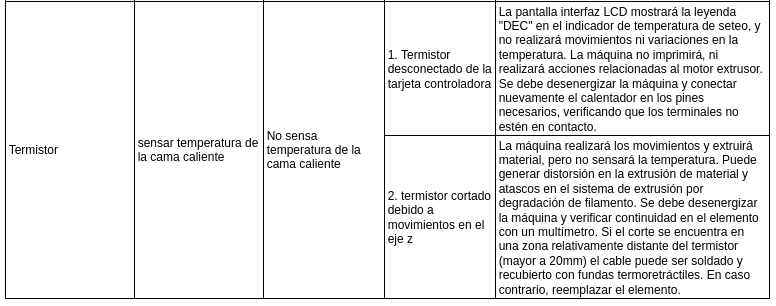 Termistor
sensar temperatura de
la cama caliente
No sensa
temperatura de la
cama caliente
1. Termistor
desconectado de la
tarjeta controladora
La pantalla interfaz LCD mostrará la leyenda
"DEC" en el indicador de temperatura de seteo, y
no realizará movimientos ni variaciones en la
temperatura. La máquina no imprimirá, ni
realizará acciones relacionadas al motor extrusor.
Se debe desenergizar la máquina y conectar
nuevamente el calentador en los pines
necesarios, verificando que los terminales no
estén en contacto.
2. termistor cortado
debido a
movimientos en el
eje z
La máquina realizará los movimientos y extruirá
material, pero no sensará la temperatura. Puede
generar distorsión en la extrusión de material y
atascos en el sistema de extrusión por
degradación de filamento. Se debe desenergizar
la máquina y verificar continuidad en el elemento
con un multímetro. Si el corte se encuentra en
una zona relativamente distante del termistor
(mayor a 20mm) el cable puede ser soldado y
recubierto con fundas termoretráctiles. En caso
contrario, reemplazar el elemento.